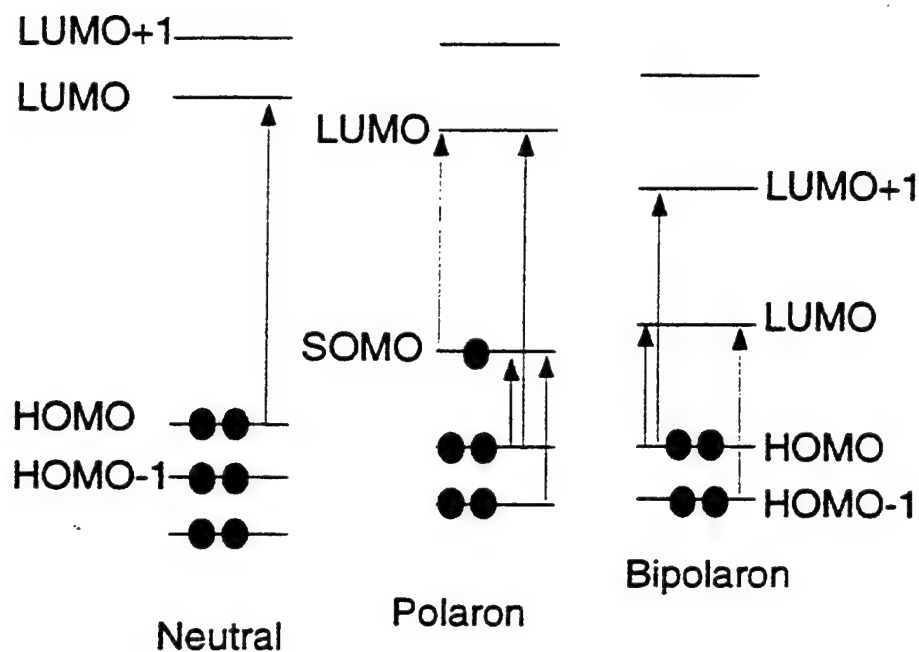 LUMO+1
LUMO
HOMO
HOMO-1
Neutral
LUMO
SOMO
Polaron
LUMO+1
LUMO
HOMO
HOMO-1
Bipolaron